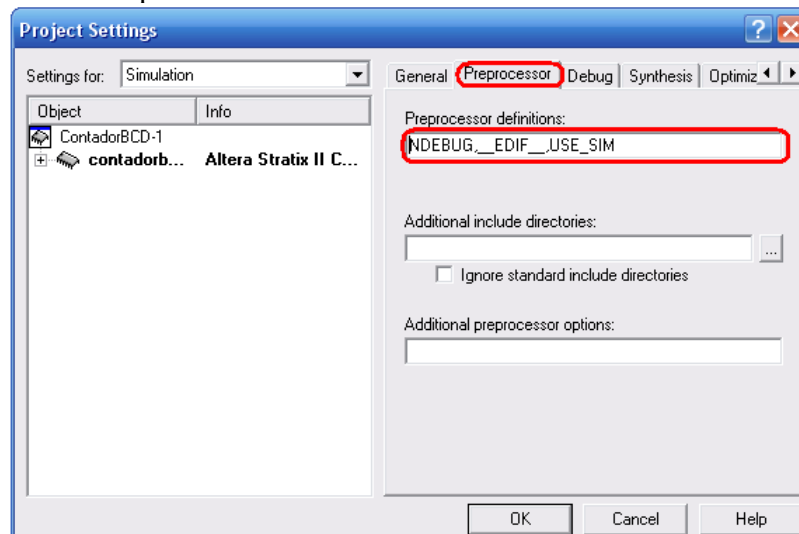 Project Settings
Settings for: Simulation
General Preprocessor Debug Synthesis Optimiz
Object Info
ContadorBCD-1
contadorb... Altera Stratix II C...
Preprocessor definitions:
NDEBUG,__EDIF__,USE_SIM
Additional include directories:
...
Ignore standard include directories
Additional preprocessor options:
OK Cancel Help